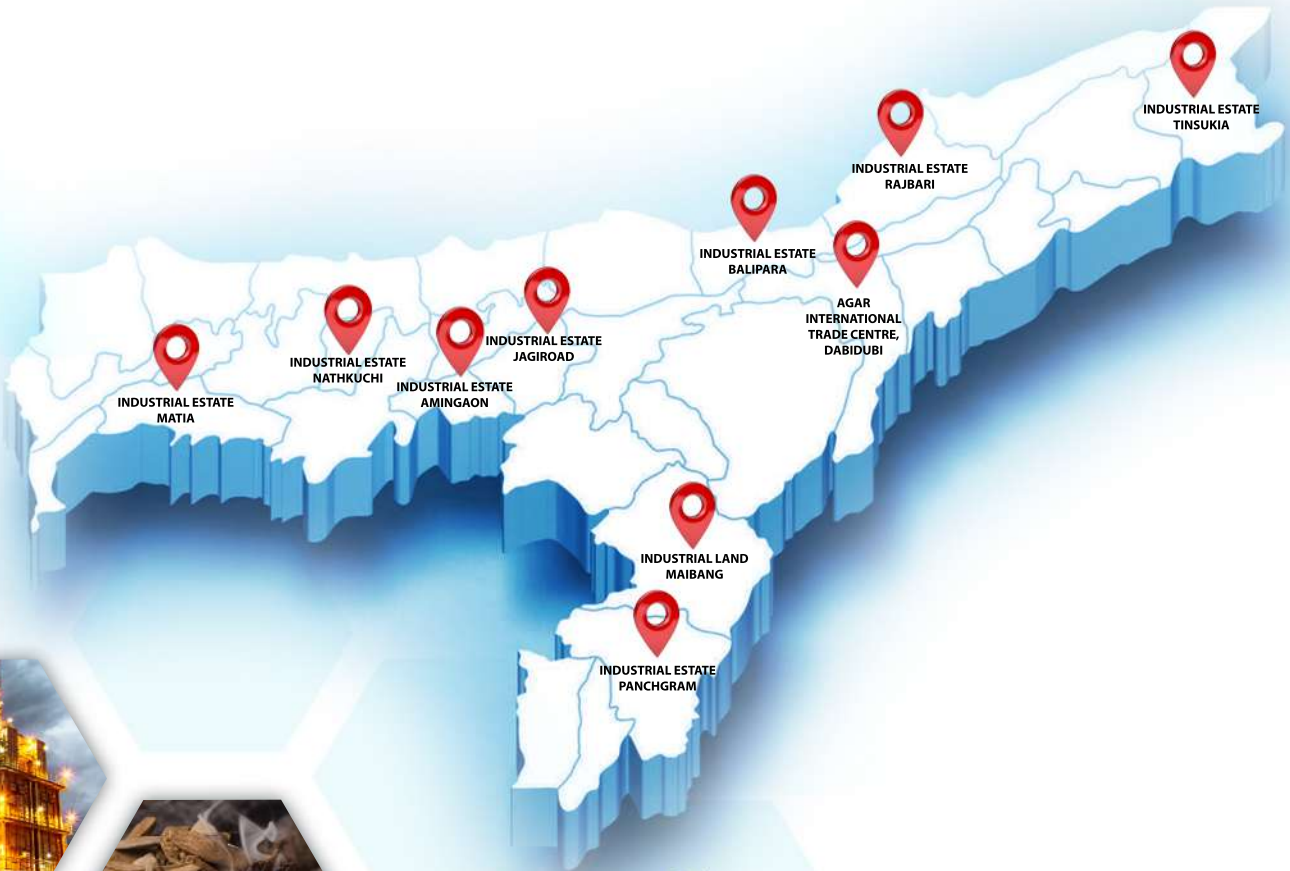 INDUSTRIAL ESTATE
TINSUKIA
INDUSTRIAL ESTATE
RAJBARI
INDUSTRIAL ESTATE
BALIPARA
AGAR
INTERNATIONAL
TRADE CENTRE,
DABIDUBI
INDUSTRIAL ESTATE
JAGIROAD
INDUSTRIAL ESTATE
NATHKUCHI
INDUSTRIAL ESTATE
AMINGAON
INDUSTRIAL ESTATE
MATIA
INDUSTRIAL LAND
MAIBANG
INDUSTRIAL ESTATE
PANCHGRAM